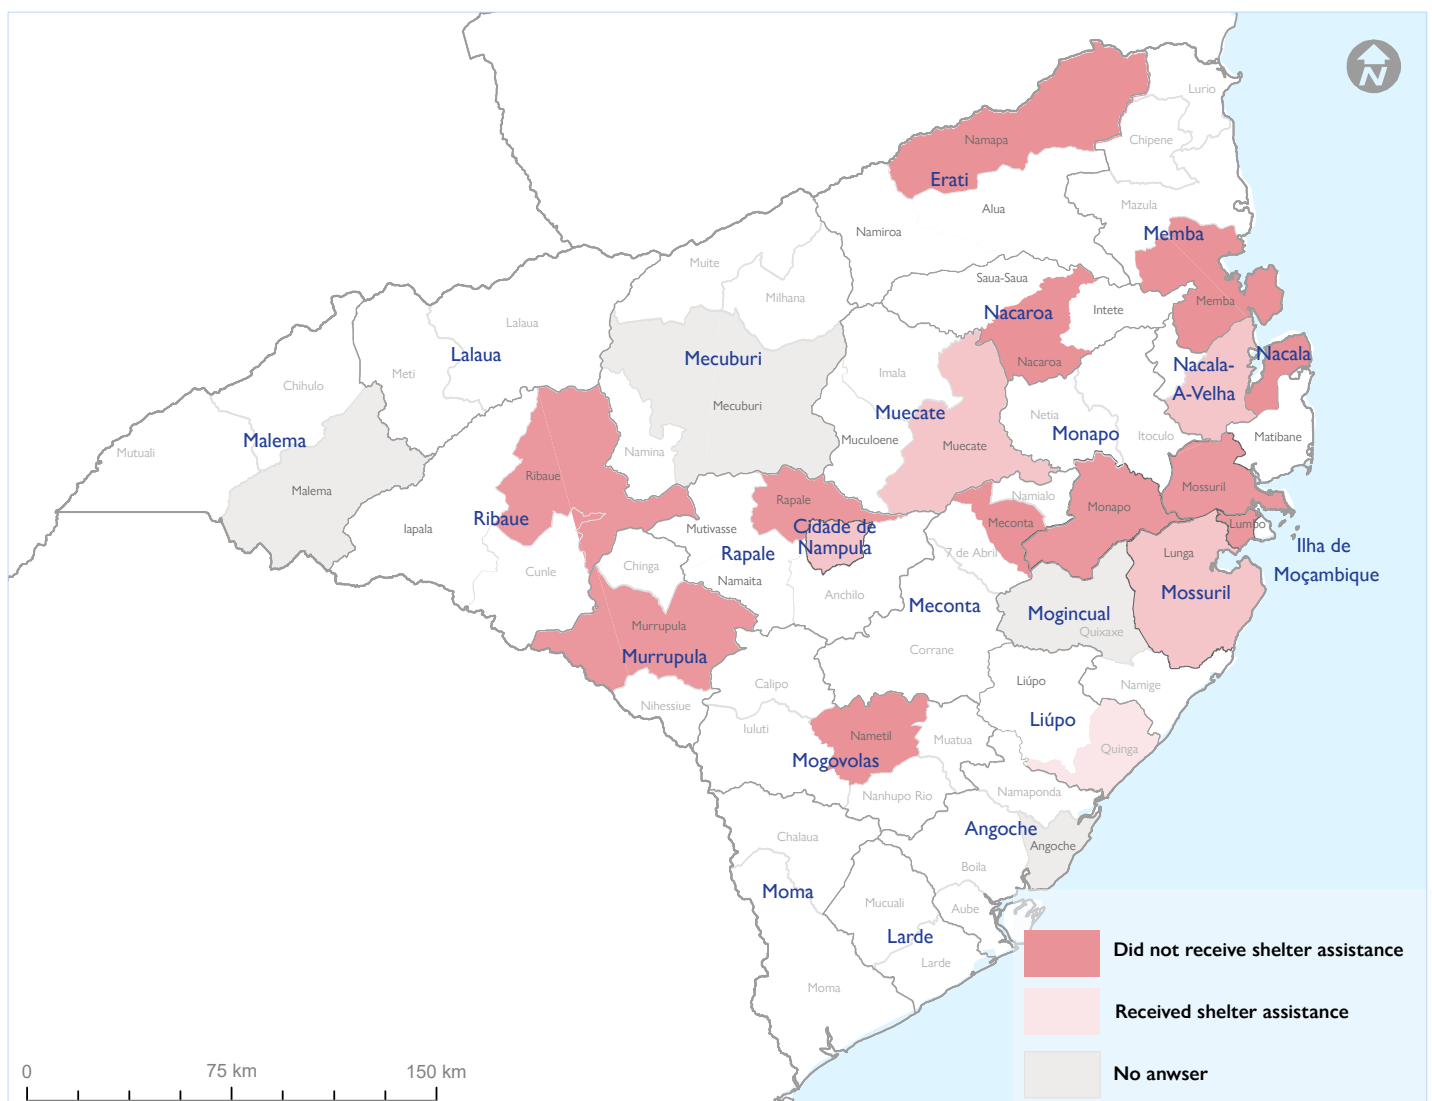 N
Lurio
Namapa
Chipene
Erati
Alua
Mazula
Namiroa
Memba
Muite
Saua-Saua
Milhana
Memba
Intete
Nacaroa
Lalaua
Lalaua
Mecuburi
Nacala
Nacaroa
Nacala-
A-Velha
Meti
Imala
Chihulo
Mecuburi
Muecate
Netia
Monapo
Itoculo
Matibane
Malema
Muculoene
Muecate
Mutuali
Namina
Ribaue
Malema
Mossuril
Rapale
Namialo
Monapo
Ribaue
Iapala
Mutivasse
Cidade de
Nampula
Meconta
Lumpo
Rapale
7 de Abril
Lunga
Ilha de
Moçambique
Cunle
Chinga
Namaita
Anchilo
Meconta
Mossuril
Mogincual
Quixaxe
Murrupula
Murrupula
Corrane
Calipo
Liúpo
Namige
Nihessiue
Liúpo
Iuluti
Nametil
Muatua
Quinga
Mogovolas
Nanhupo Rio
Namaponda
Chalaua
Angoche
Angoche
Boila
Moma
Mucuali
Aube
Larde
Larde
Moma
Did not receive shelter assistance
Received shelter assistance
No anwser
0 75 km 150 km